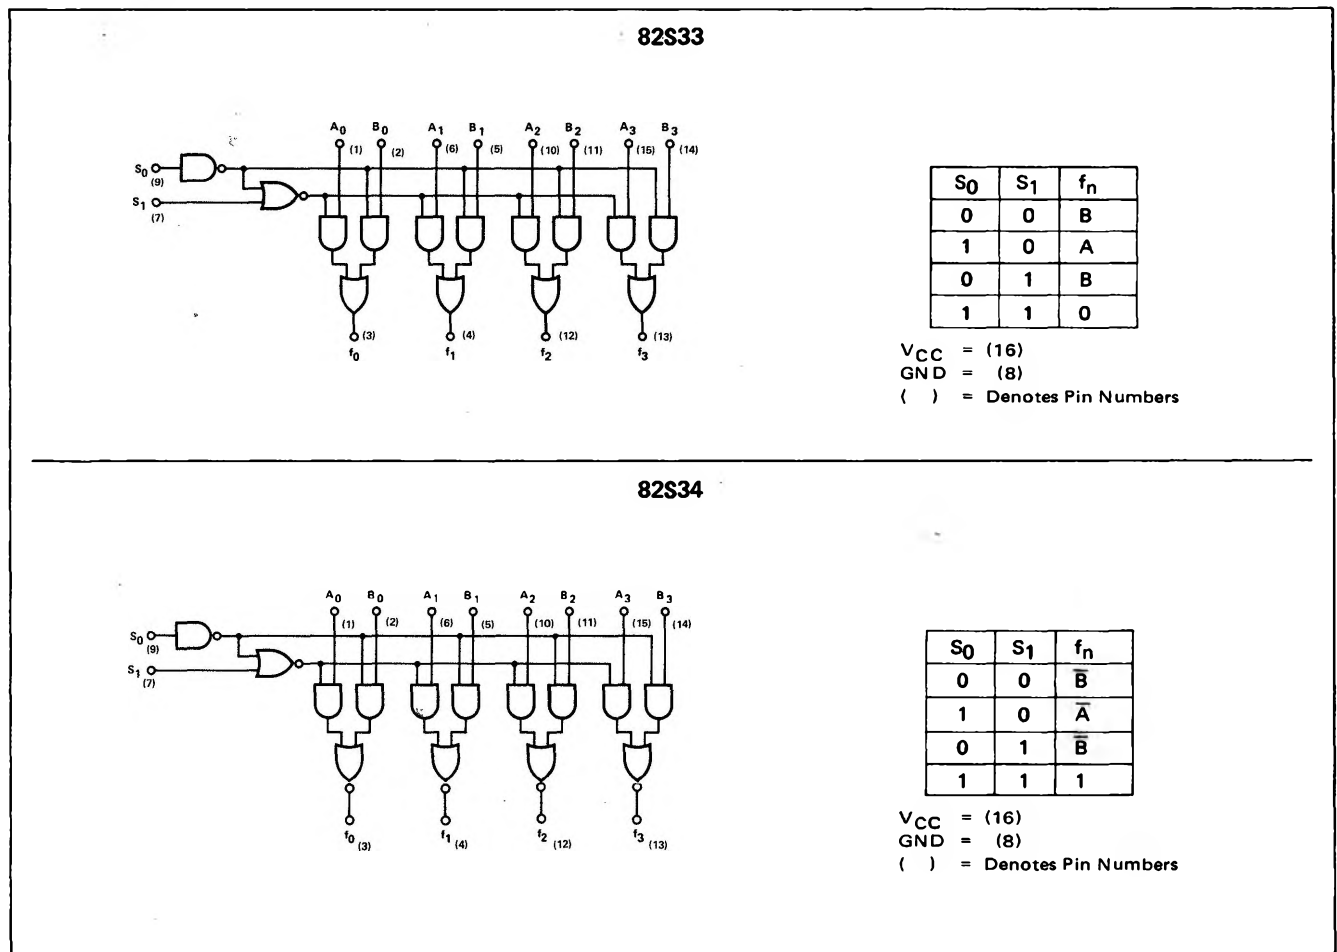 82S33
A0 B0 A1 B1 A2 B2 A3 B3
(1) (2) (6) (5) (10) (11) (15) (14)
S0
(9)
S1
(7)
(3) (4) (12) (13)
f0 f1 f2 f3
S0 S1 fn
0 0 B
1 0 A
0 1 B
1 1 0
VCC = (16)
GND = (8)
( ) = Denotes Pin Numbers
82S34
A0 B0 A1 B1 A2 B2 A3 B3
(1) (2) (6) (5) (10) (11) (15) (14)
S0
(9)
S1
(7)
f0 f1 f2 f3
(3) (4) (12) (13)
S0 S1 fn
0 0 B̅
1 0 A̅
0 1 B̅
1 1 1
VCC = (16)
GND = (8)
( ) = Denotes Pin Numbers